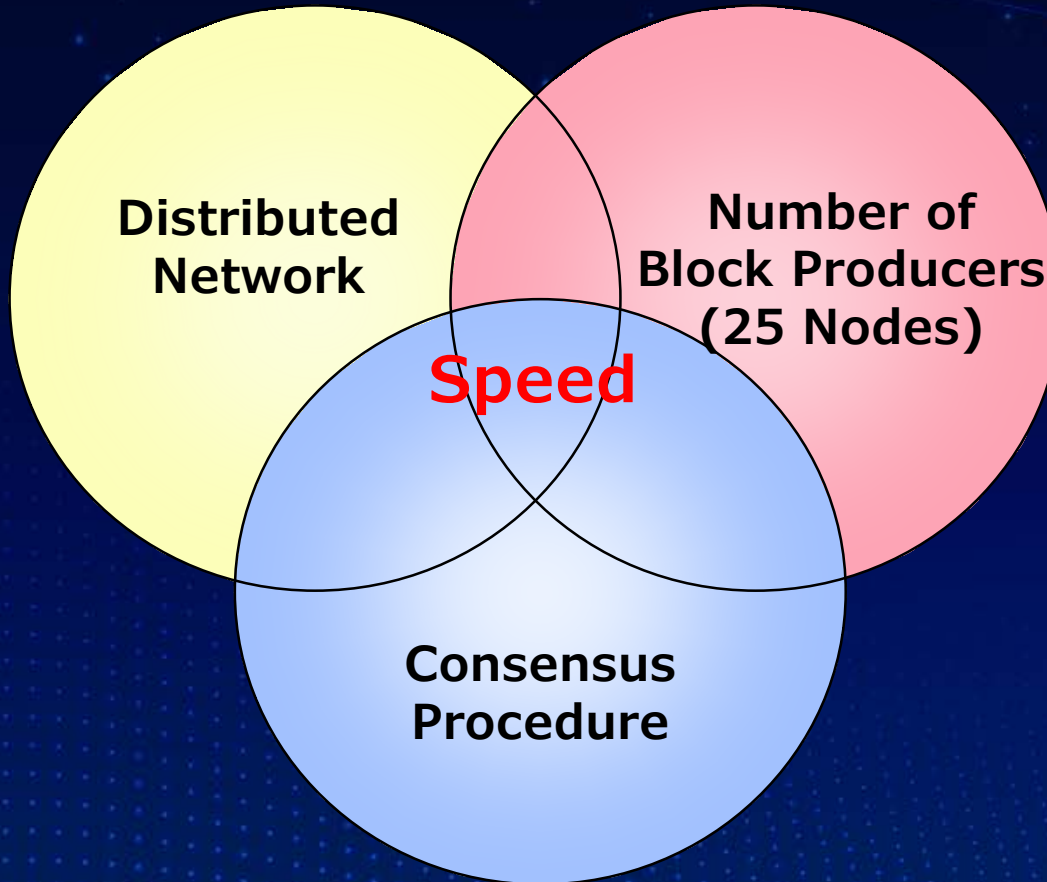 Distributed
Network
Number of
Block Producers
(25 Nodes)
Speed
Consensus
Procedure